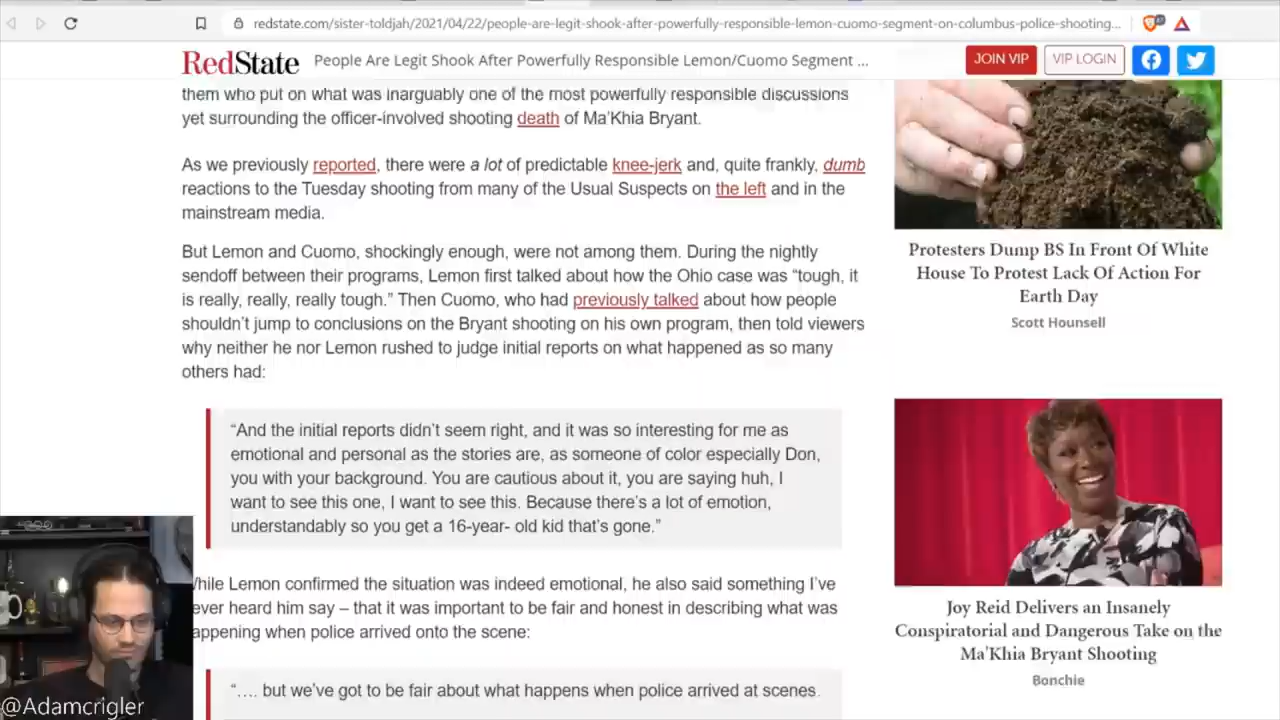 redstate.com/sister-toldjah/2021/04/22/people-are-legit-shook-after-powerfully-responsible-lemon-cuomo-segment-on-columbus-police-shooting...
RedState
People Are Legit Shook After Powerfully Responsible Lemon/Cuomo Segment ...
JOIN VIP
VIP LOGIN
them who put on what was inarguably one of the most powerfully responsible discussions
yet surrounding the officer-involved shooting death of Ma'Khia Bryant.
As we previously reported, there were a lot of predictable knee-jerk and, quite frankly, dumb
reactions to the Tuesday shooting from many of the Usual Suspects on the left and in the
mainstream media.
But Lemon and Cuomo, shockingly enough, were not among them. During the nightly
sendoff between their programs, Lemon first talked about how the Ohio case was “tough, it
is really, really, really tough.” Then Cuomo, who had previously talked about how people
shouldn't jump to conclusions on the Bryant shooting on his own program, then told viewers
why neither he nor Lemon rushed to judge initial reports on what happened as so many
others had:
“And the initial reports didn't seem right, and it was so interesting for me as
emotional and personal as the stories are, as someone of color especially Don,
you with your background. You are cautious about it, you are saying huh, I
want to see this one, I want to see this. Because there's a lot of emotion,
understandably so you get a 16-year- old kid that's gone.”
hile Lemon confirmed the situation was indeed emotional, he also said something I've
ever heard him say – that it was important to be fair and honest in describing what was
appening when police arrived onto the scene:
“…. but we've got to be fair about what happens when police arrived at scenes.
Protesters Dump BS In Front Of White
House To Protest Lack Of Action For
Earth Day
Scott Hounsell
Joy Reid Delivers an Insanely
Conspiratorial and Dangerous Take on the
Ma'Khia Bryant Shooting
Bonchie
@Adamcrigler